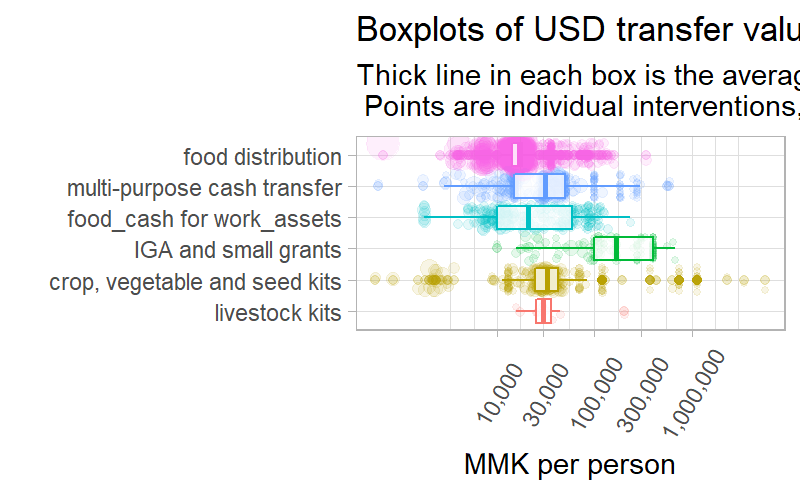 Boxplots of USD transfer valu
Thick line in each box is the averag
Points are individual interventions,
food distribution
multi-purpose cash transfer
food_cash for work_assets
IGA and small grants
crop, vegetable and seed kits
livestock kits
10,000
30,000
100,000
300,000
1,000,000
MMK per person